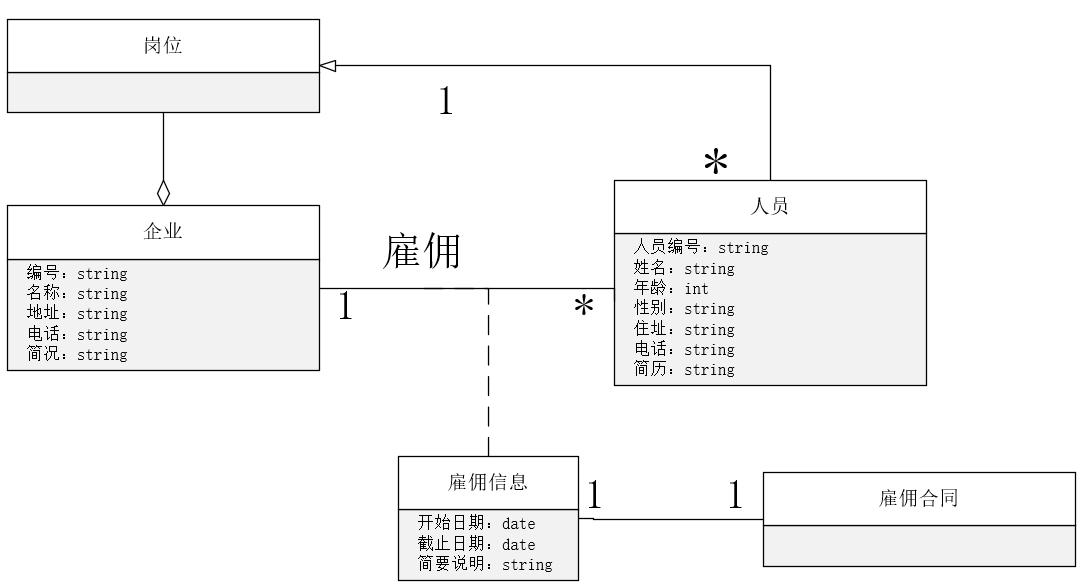 岗位
1
*
企业
编号：string
名称：string
地址：string
电话：string
简况：string
雇佣
1
*
人员
人员编号：string
姓名：string
年龄：int
性别：string
住址：string
电话：string
简历：string
雇佣信息
开始日期：date
截止日期：date
简要说明：string
1
1
雇佣合同